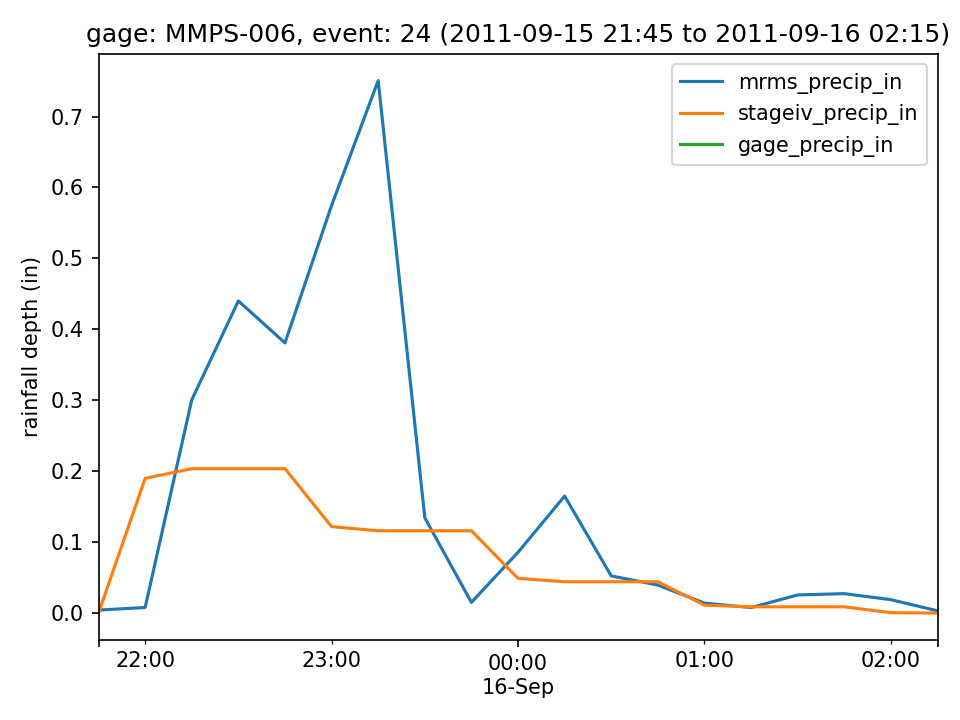 gage: MMPS-006, event: 24 (2011-09-15 21:45 to 2011-09-16 02:15)
mrms_precip_in
stageiv_precip_in
gage_precip_in
rainfall depth (in)
0.7
0.6
0.5
0.4
0.3
0.2
0.1
0.0
22:00 23:00 00:00 01:00 02:00
16-Sep